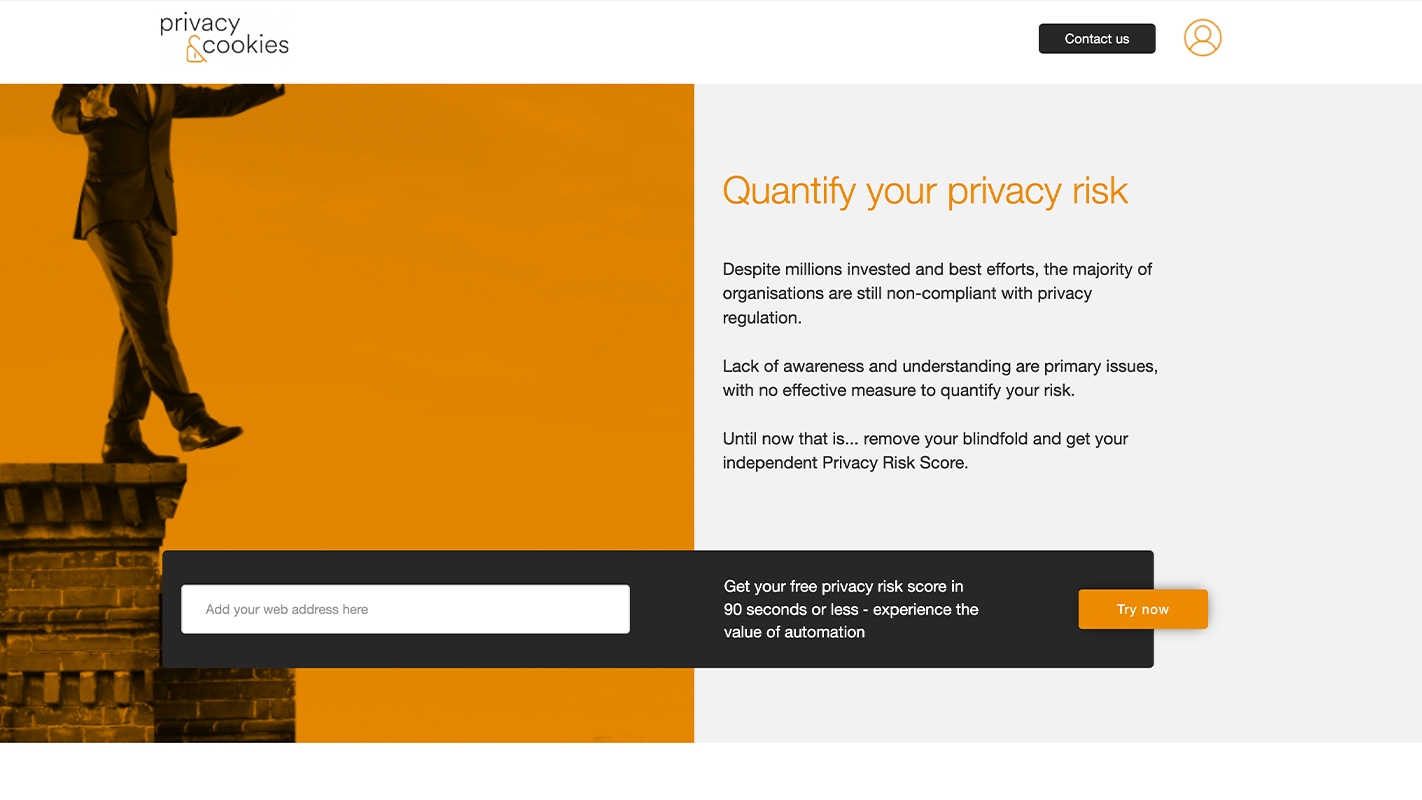 privacy
&cookies
Contact us
Quantify your privacy risk
Despite millions invested and best efforts, the majority of
organisations are still non-compliant with privacy
regulation.
Lack of awareness and understanding are primary issues,
with no effective measure to quantify your risk.
Until now that is... remove your blindfold and get your
independent Privacy Risk Score.
Add your web address here
Get your free privacy risk score in
90 seconds or less - experience the
value of automation
Try now